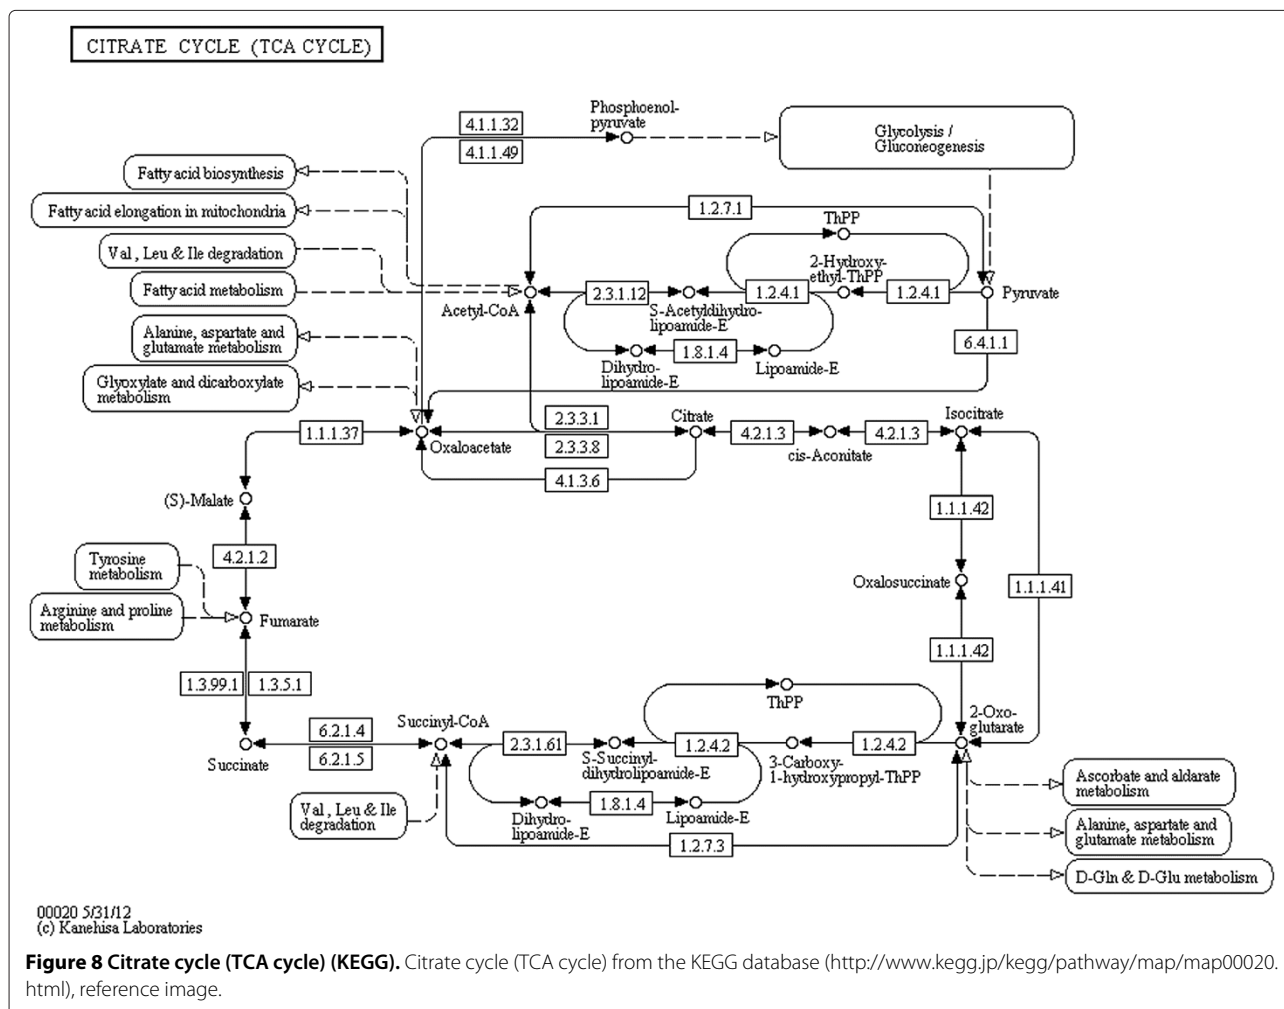 CITRATE CYCLE (TCA CYCLE)
Phosphoenol-
pyruvate
4.1.1.32
4.1.1.49
Glycolysis /
Gluconeogenesis
Fatty acid biosynthesis
Fatty acid elongation in mitochondria
Val, Leu & Ile degradation
Fatty acid metabolism
1.2.7.1
ThPP
2-Hydroxy-
ethyl-ThPP
Acetyl-CoA
2.3.1.12
S-Acetyldihydro-
lipoamide-E
1.2.4.1
1.2.4.1
Pyruvate
Alanine, aspartate and
glutamate metabolism
Dihydro-
lipoamide-E
1.8.1.4
Lipoamide-E
6.4.1.1
Glyoxylate and dicarboxylate
metabolism
1.1.1.37
Oxaloacetate
2.3.3.1
2.3.3.8
4.1.3.6
Citrate
4.2.1.3
cis-Aconitate
4.2.1.3
Isocitrate
(S)-Malate
1.1.1.42
4.2.1.2
Tyrosine
metabolism
Oxalosuccinate
1.1.1.41
Arginine and proline
metabolism
Fumarate
1.1.1.42
1.3.99.1
1.3.5.1
ThPP
Succinate
6.2.1.4
6.2.1.5
Succinyl-CoA
2.3.1.61
S-Succinyl-
dihydrolipoamide-E
1.2.4.2
3-Carboxy-
1-hydroxypropyl-ThPP
1.2.4.2
2-Oxo-
glutarate
Val, Leu & Ile
degradation
Dihydro-
lipoamide-E
1.8.1.4
Lipoamide-E
1.2.7.3
Ascorbate and aldarate
metabolism
Alanine, aspartate and
glutamate metabolism
D-Gln & D-Glu metabolism
00020 5/31/12
(c) Kanehisa Laboratories
Figure 8 Citrate cycle (TCA cycle) (KEGG). Citrate cycle (TCA cycle) from the KEGG database (http://www.kegg.jp/kegg/pathway/map/map00020.
html), reference image.